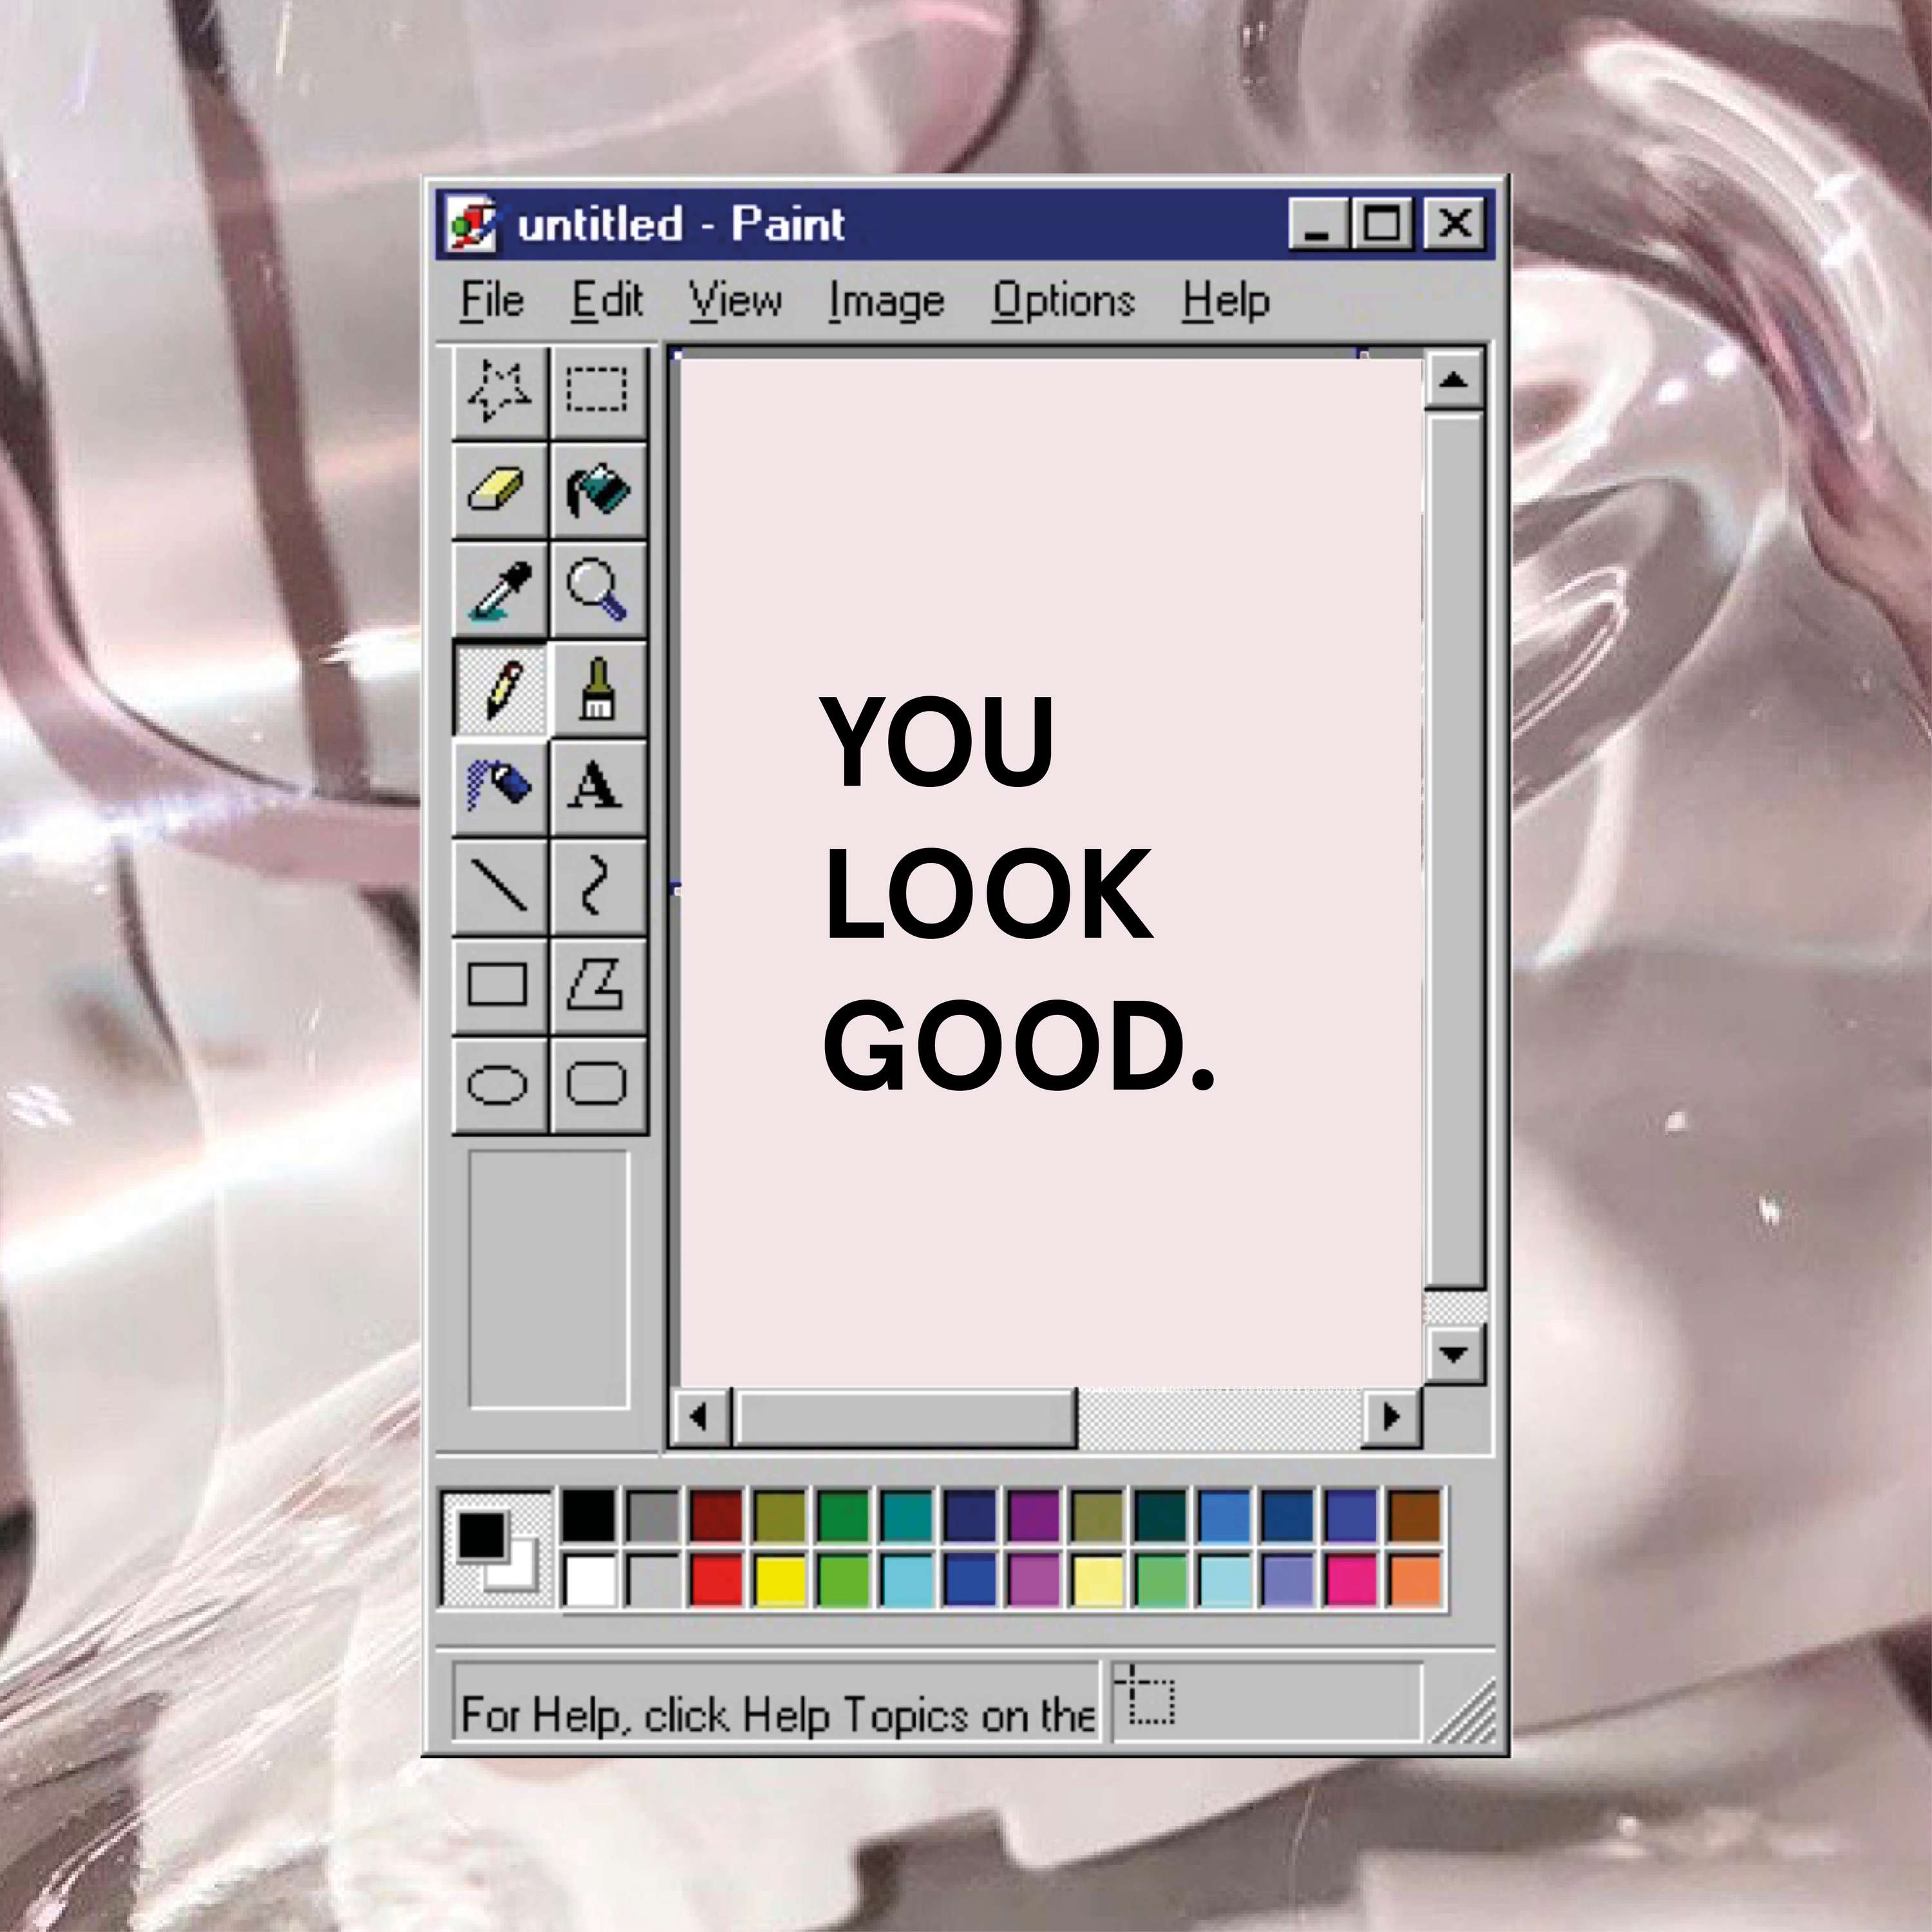 untitled - Paint
File Edit View Image Options Help
A
YOU
LOOK
GOOD.
For Help, click Help Topics on the